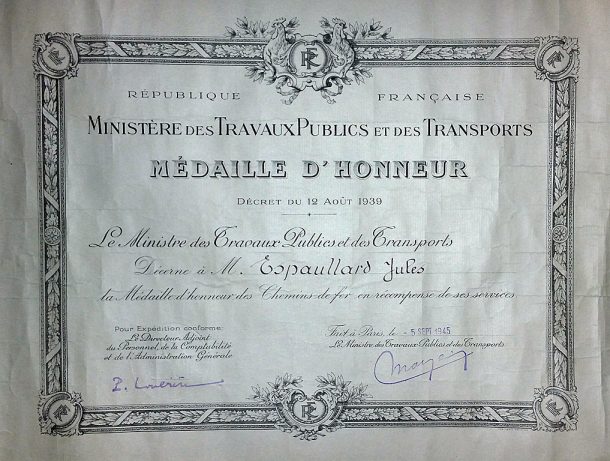 RÉPUBLIQUE FRANÇAISE
MINISTÈRE DES TRAVAUX PUBLICS ET DES TRANSPORTS
MÉDAILLE D'HONNEUR
DÉCRET DU 12 AOÛT 1939
Le Ministre des Travaux Publics et des Transports
Décerne à M. Espaullard Jules
la Médaille d'honneur des Chemins de fer en récompense de ses services
Pour Expédition conforme:
Le Directeur Adjoint
du Personnel, de la Comptabilité
et de l'Administration Générale
Fait à Paris, le - 5 SEPT 1945
Le Ministre des Travaux Publics et des Transports